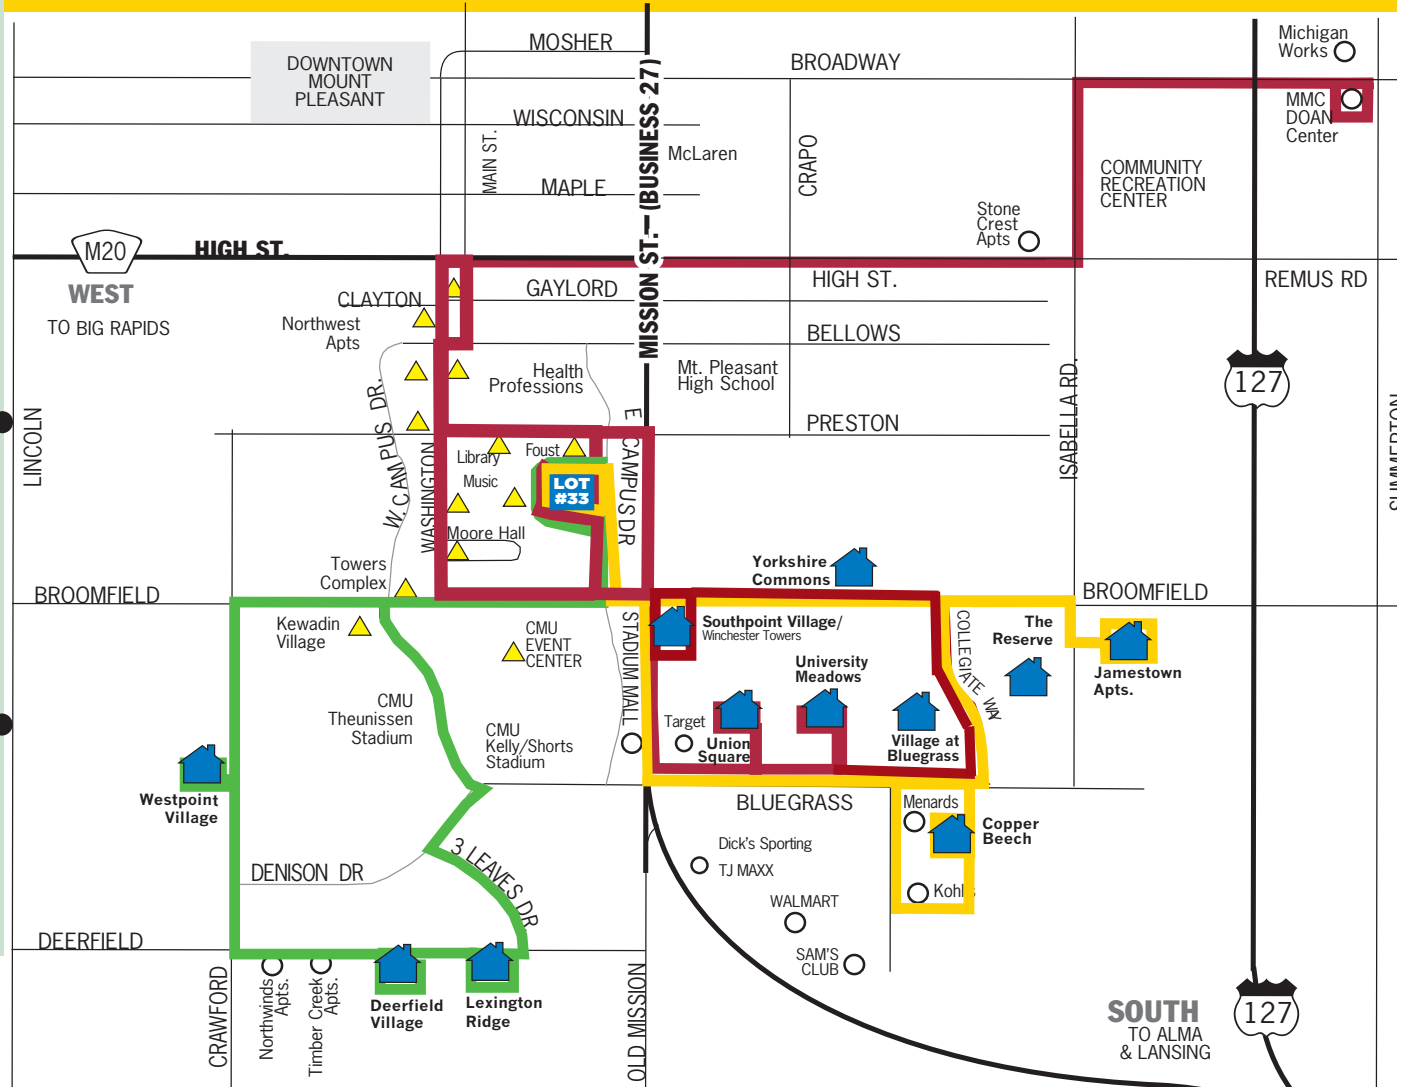 MOSHER
Michigan
Works
BROADWAY
DOWNTOWN
MOUNT
PLEASANT
MMC
DOAN
Center
WISCONSIN
MAIN ST.
MISSION ST.— (BUSINESS 27)
McLaren
CRAPO
MAPLE
COMMUNITY
RECREATION
CENTER
Stone
Crest
Apts
M20
HIGH ST.
WEST
TO BIG RAPIDS
GAYLORD
HIGH ST.
REMUS RD
CLAYTON
Northwest
Apts
BELLOWS
Health
Professions
Mt. Pleasant
High School
127
W. CAMPUS DR.
E CAMPUS DR
PRESTON
ISABELLA RD.
SUMMERTON
LINCOLN
WASHINGTON
Library
Foust
Music
LOT
#33
Moore Hall
Towers
Complex
Yorkshire
Commons
BROOMFIELD
BROOMFIELD
Kewadin
Village
CMU
EVENT
CENTER
STADIUM MALL
Southpoint Village/
Winchester Towers
COLLEGIATE WAY
The
Reserve
University
Meadows
Jamestown
Apts.
CMU
Theunissen
Stadium
CMU
Kelly/Shorts
Stadium
Target
Union
Square
Village at
Bluegrass
Westpoint
Village
BLUEGRASS
Menards
Copper
Beech
3 LEAVES DR
Dick's Sporting
TJ MAXX
DENISON DR
Kohls
WALMART
DEERFIELD
SAM'S
CLUB
CRAWFORD
Northwinds
Apts.
Timber Creek
Apts.
Deerfield
Village
Lexington
Ridge
OLD MISSION
SOUTH
TO ALMA
& LANSING
127